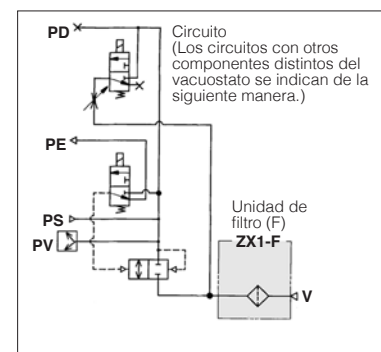 PD
Circuito
(Los circuitos con otros
componentes distintos del
vacuostato se indican de la
siguiente manera.)
PE
PS
PV
Unidad de
filtro (F)
ZX1-F
V